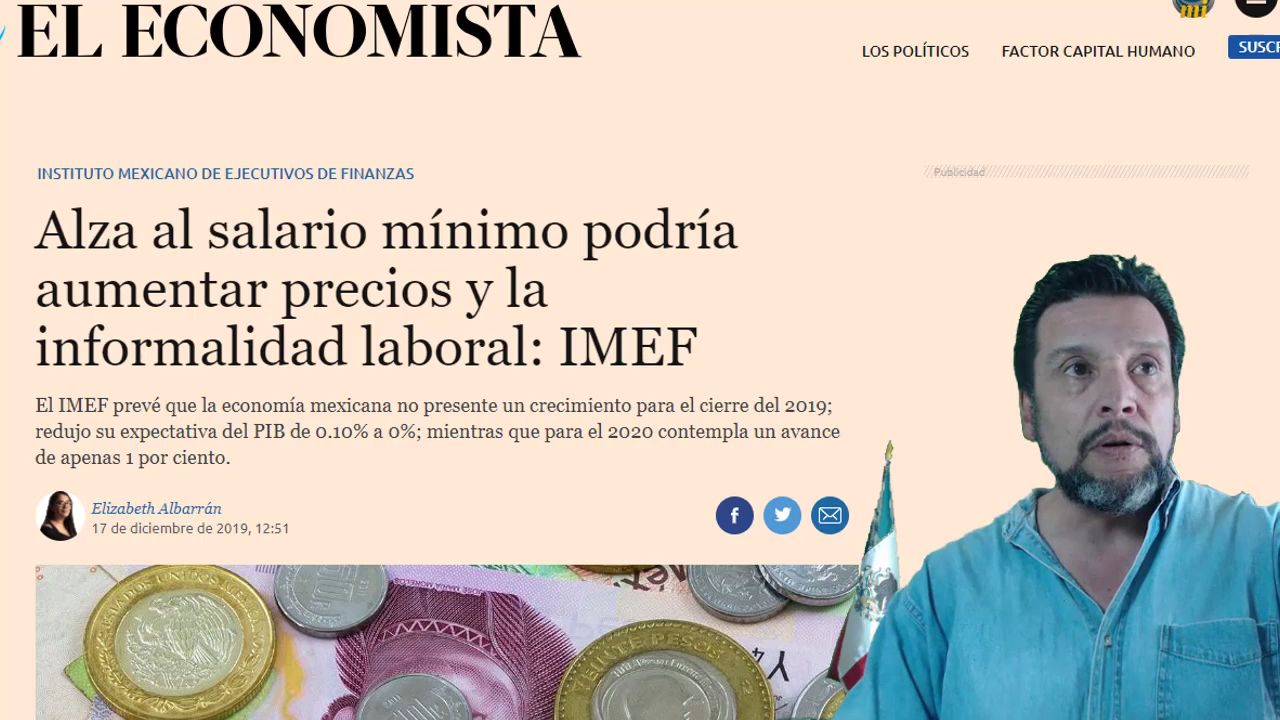 mi
EL ECONOMISTA
LOS POLÍTICOS
FACTOR CAPITAL HUMANO
INSTITUTO MEXICANO DE EJECUTIVOS DE FINANZAS
Publicidad
Alza al salario mínimo podría
aumentar precios y la
informalidad laboral: IMEF
El IMEF prevé que la economía mexicana no presente un crecimiento para el cierre del 2019;
redujo su expectativa del PIB de 0.10% a 0%; mientras que para el 2020 contempla un avance
de apenas 1 por ciento.
Elizabeth Albarrán
17 de diciembre de 2019, 12:51